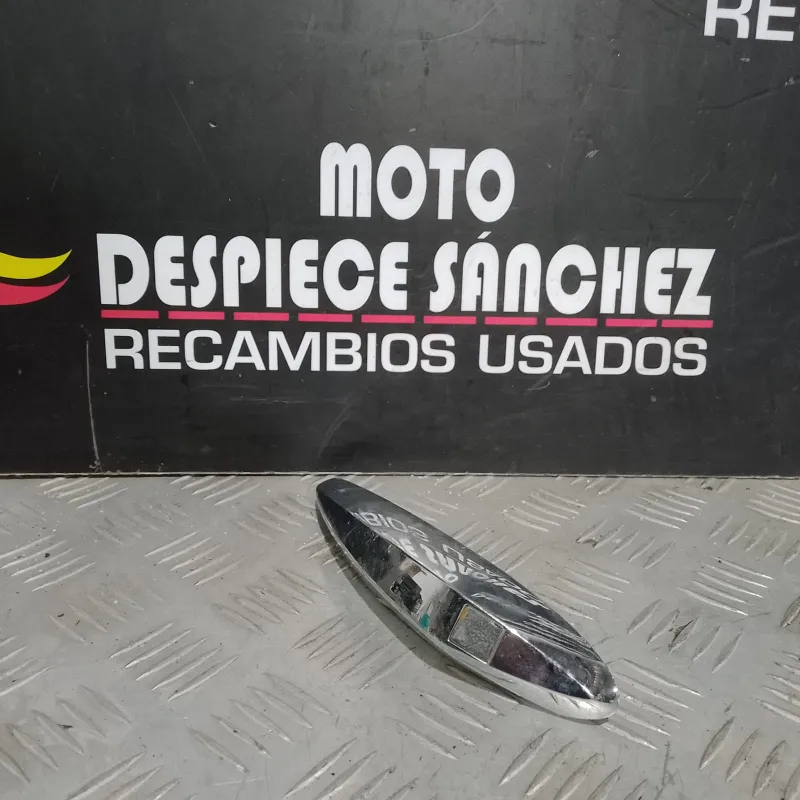 RE
MOTO
DESPIECE SÁNCHEZ
RECAMBIOS USADOS